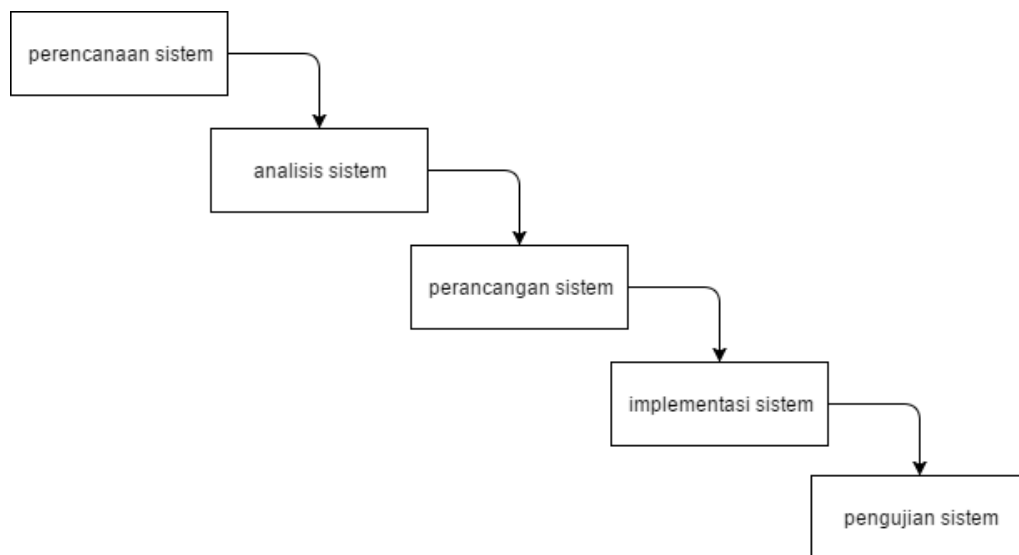 perencanaan sistem
analisis sistem
perancangan sistem
implementasi sistem
pengujian sistem